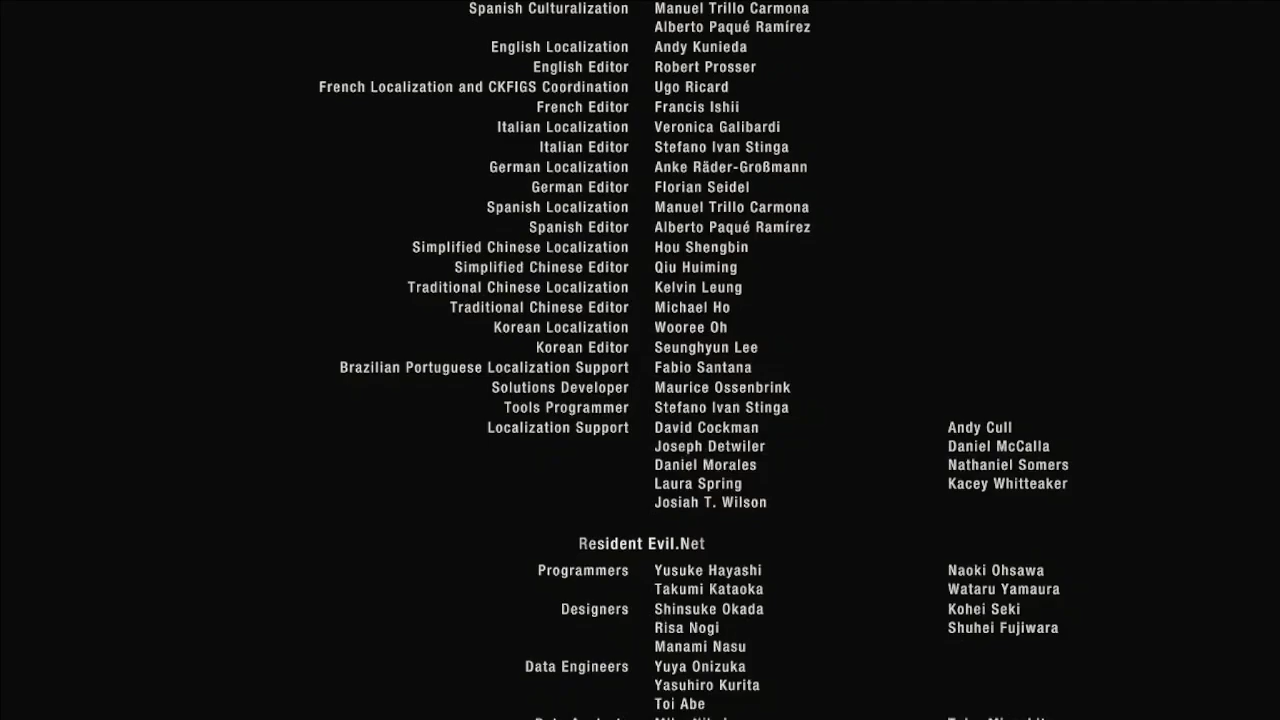 Spanish Culturalization Manuel Trillo Carmona
Alberto Paqué Ramírez
English Localization Andy Kunieda
English Editor Robert Prosser
French Localization and CKFIGS Coordination Ugo Ricard
French Editor Francis Ishii
Italian Localization Veronica Galibardi
Italian Editor Stefano Ivan Stinga
German Localization Anke Räder-Großmann
German Editor Florian Seidel
Spanish Localization Manuel Trillo Carmona
Spanish Editor Alberto Paqué Ramírez
Simplified Chinese Localization Hou Shengbin
Simplified Chinese Editor Qiu Huiming
Traditional Chinese Localization Kelvin Leung
Traditional Chinese Editor Michael Ho
Korean Localization Wooree Oh
Korean Editor Seunghyun Lee
Brazilian Portuguese Localization Support Fabio Santana
Solutions Developer Maurice Ossenbrink
Tools Programmer Stefano Ivan Stinga
Localization Support David Cockman Andy Cull
Joseph Detwiler Daniel McCalla
Daniel Morales Nathaniel Somers
Laura Spring Kacey Whitteaker
Josiah T. Wilson
Resident Evil.Net
Programmers Yusuke Hayashi Naoki Ohsawa
Takumi Kataoka Wataru Yamaura
Designers Shinsuke Okada Kohei Seki
Risa Nogi Shuhei Fujiwara
Manami Nasu
Data Engineers Yuya Onizuka
Yasuhiro Kurita
Toi Abe